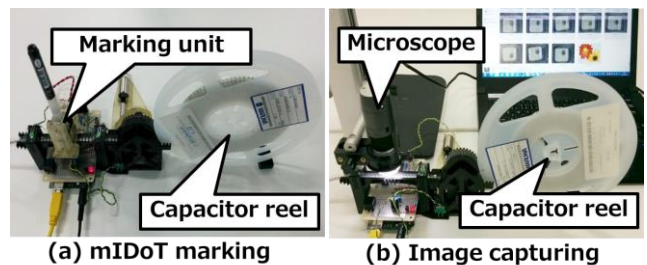 Marking unit
Capacitor reel
(a) mIDoT marking
Microscope
Capacitor reel
(b) Image capturing